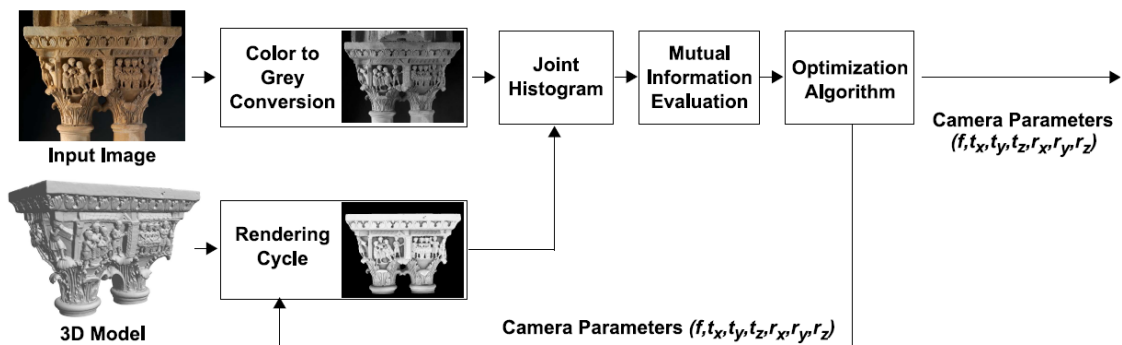 Input Image
Color to
Grey
Conversion
Joint
Histogram
Mutual
Information
Evaluation
Optimization
Algorithm
Camera Parameters
(f,tx,ty,tz,rx,ry,rz)
3D Model
Rendering
Cycle
Camera Parameters (f,tx,ty,tz,rx,ry,rz)